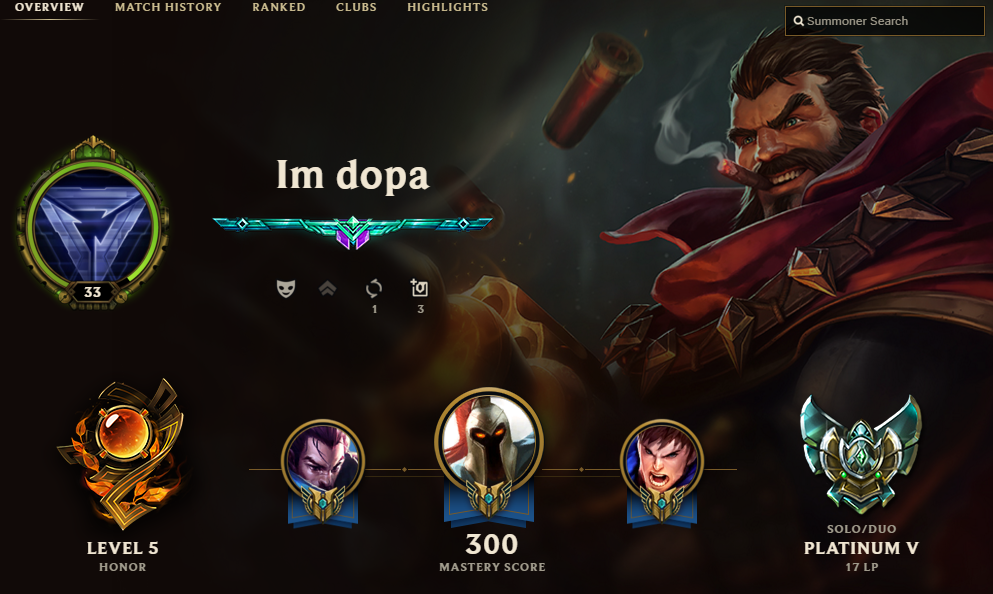 OVERVIEW MATCH HISTORY RANKED CLUBS HIGHLIGHTS
Summoner Search
Im dopa
33
1 3
SOLO/DUO
LEVEL 5 300 PLATINUM V
HONOR MASTERY SCORE 17 LP